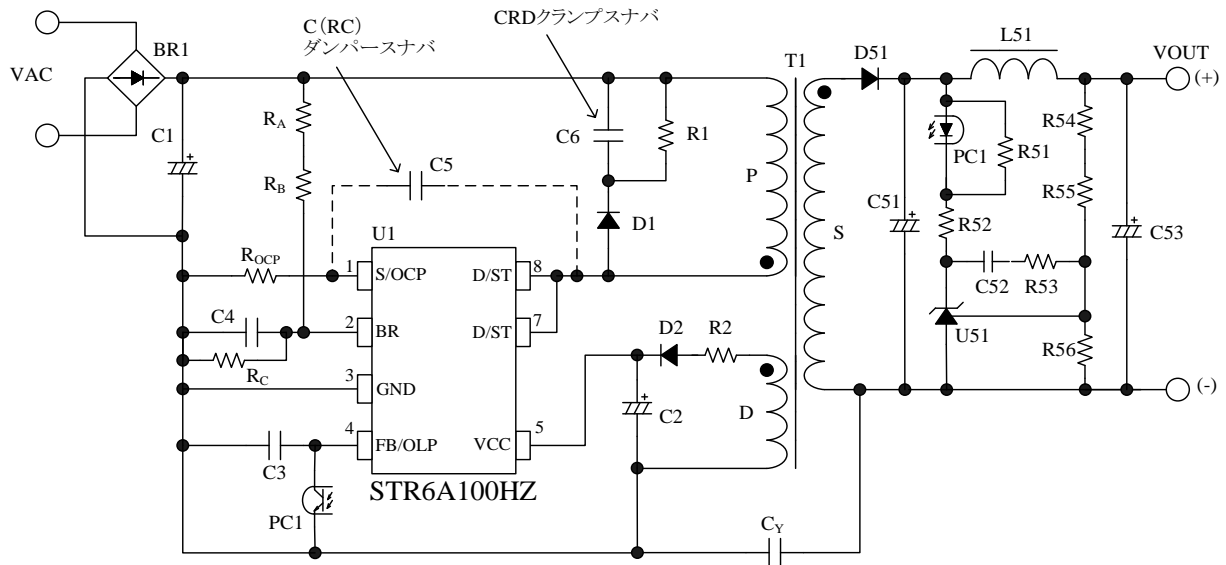 C(RC)
ダンパースナバ
CRDクランプスナバ
BR1
VAC
C1
RA
RB
C5
C6
R1
D1
P
T1
S
D51
L51
VOUT
(+)
PC1
R51
R54
R55
C51
R52
C53
C52
R53
U51
R56
(-)
U1
ROCP
1
S/OCP
D/ST
8
C4
2
BR
D/ST
7
RC
3
GND
D2
R2
C2
D
4
FB/OLP
VCC
5
C3
STR6A100HZ
PC1
CY